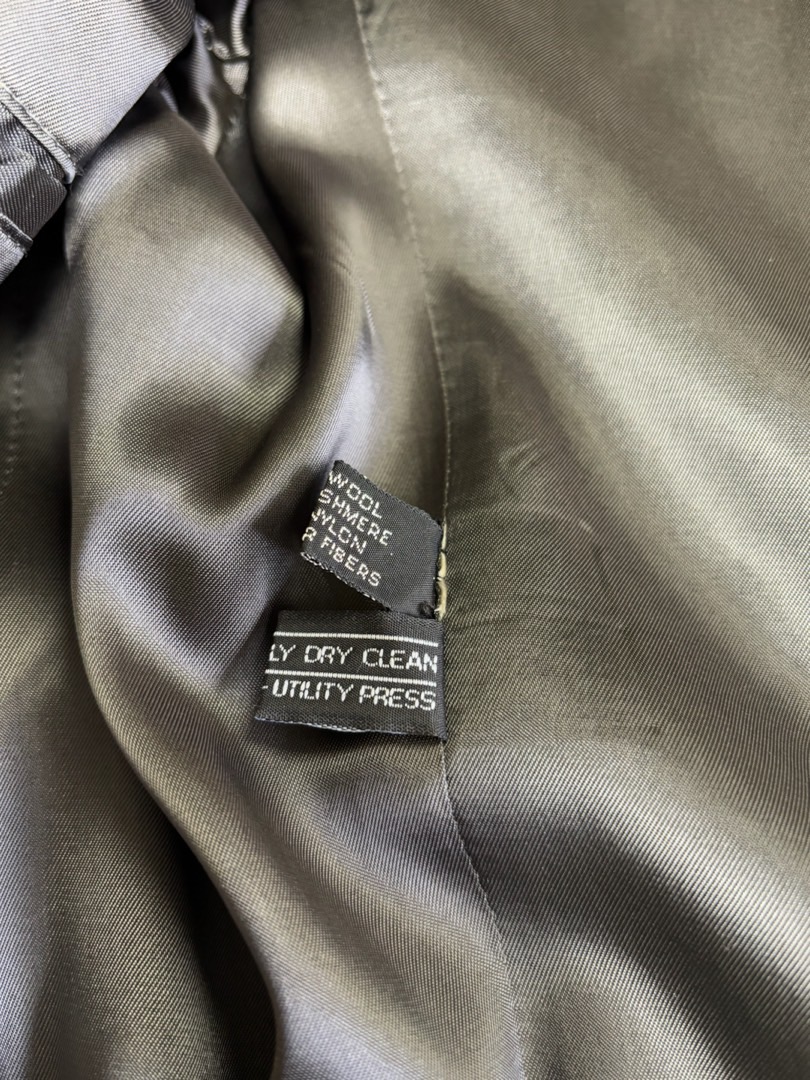 WOOL
SHMERE
NYLON
R FIBERS
LY DRY CLEAN
-UTILITY PRESS